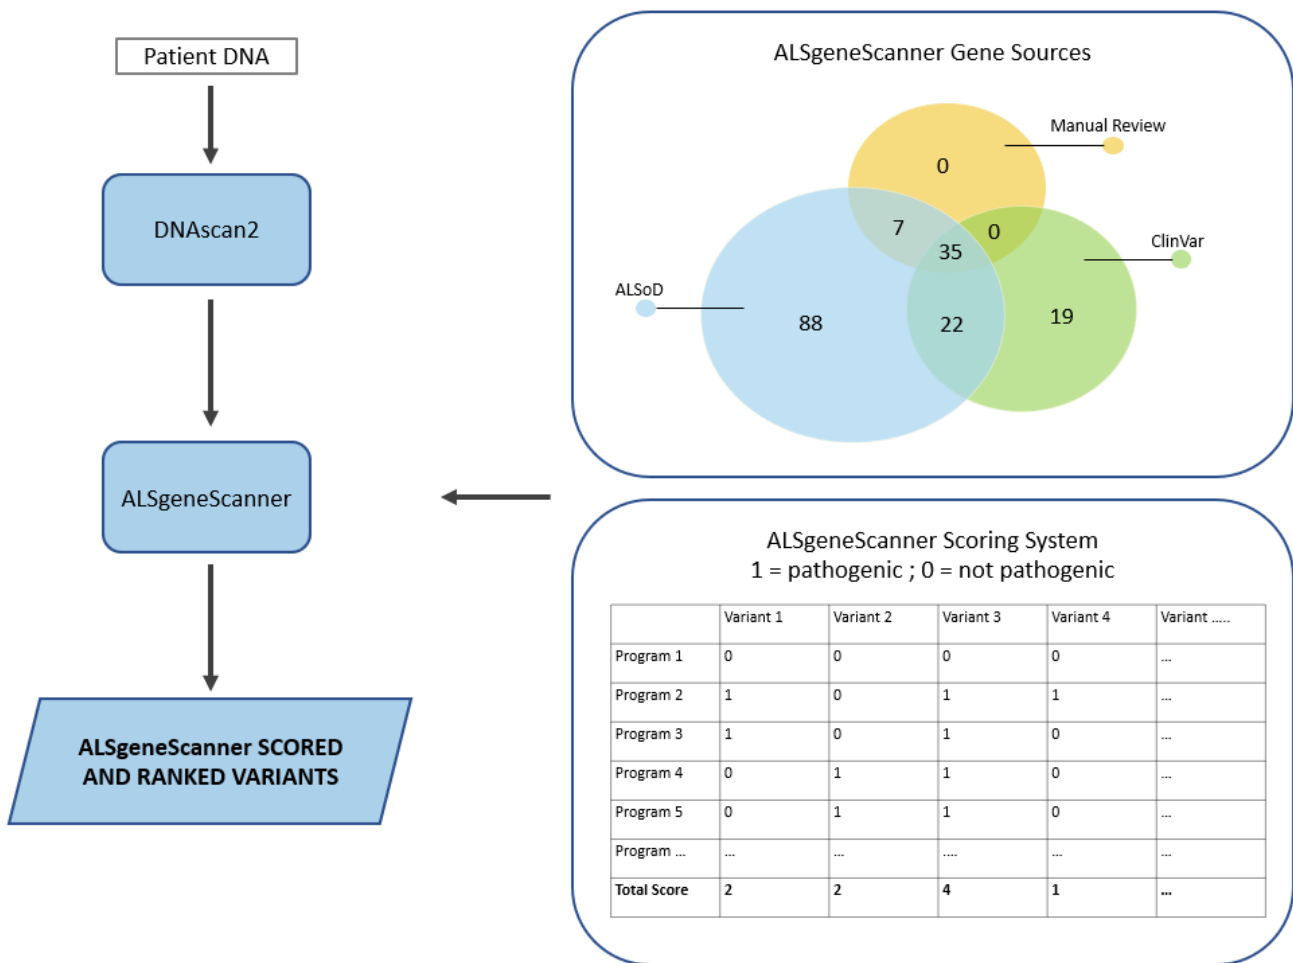 Patient DNA
DNAscan2
ALSgeneScanner
ALSgeneScanner SCORED
AND RANKED VARIANTS
ALSgeneScanner Gene Sources
Manual Review
0
7
0
35
ClinVar
ALSoD
88
22
19
ALSgeneScanner Scoring System
1 = pathogenic ; 0 = not pathogenic
Variant 1 Variant 2 Variant 3 Variant 4 Variant .....
Program 1 0 0 0 0 ...
Program 2 1 0 1 1 ...
Program 3 1 0 1 0 ...
Program 4 0 1 1 0 ...
Program 5 0 1 1 0 ...
Program ... ... ... .... ... ...
Total Score 2 2 4 1 ...